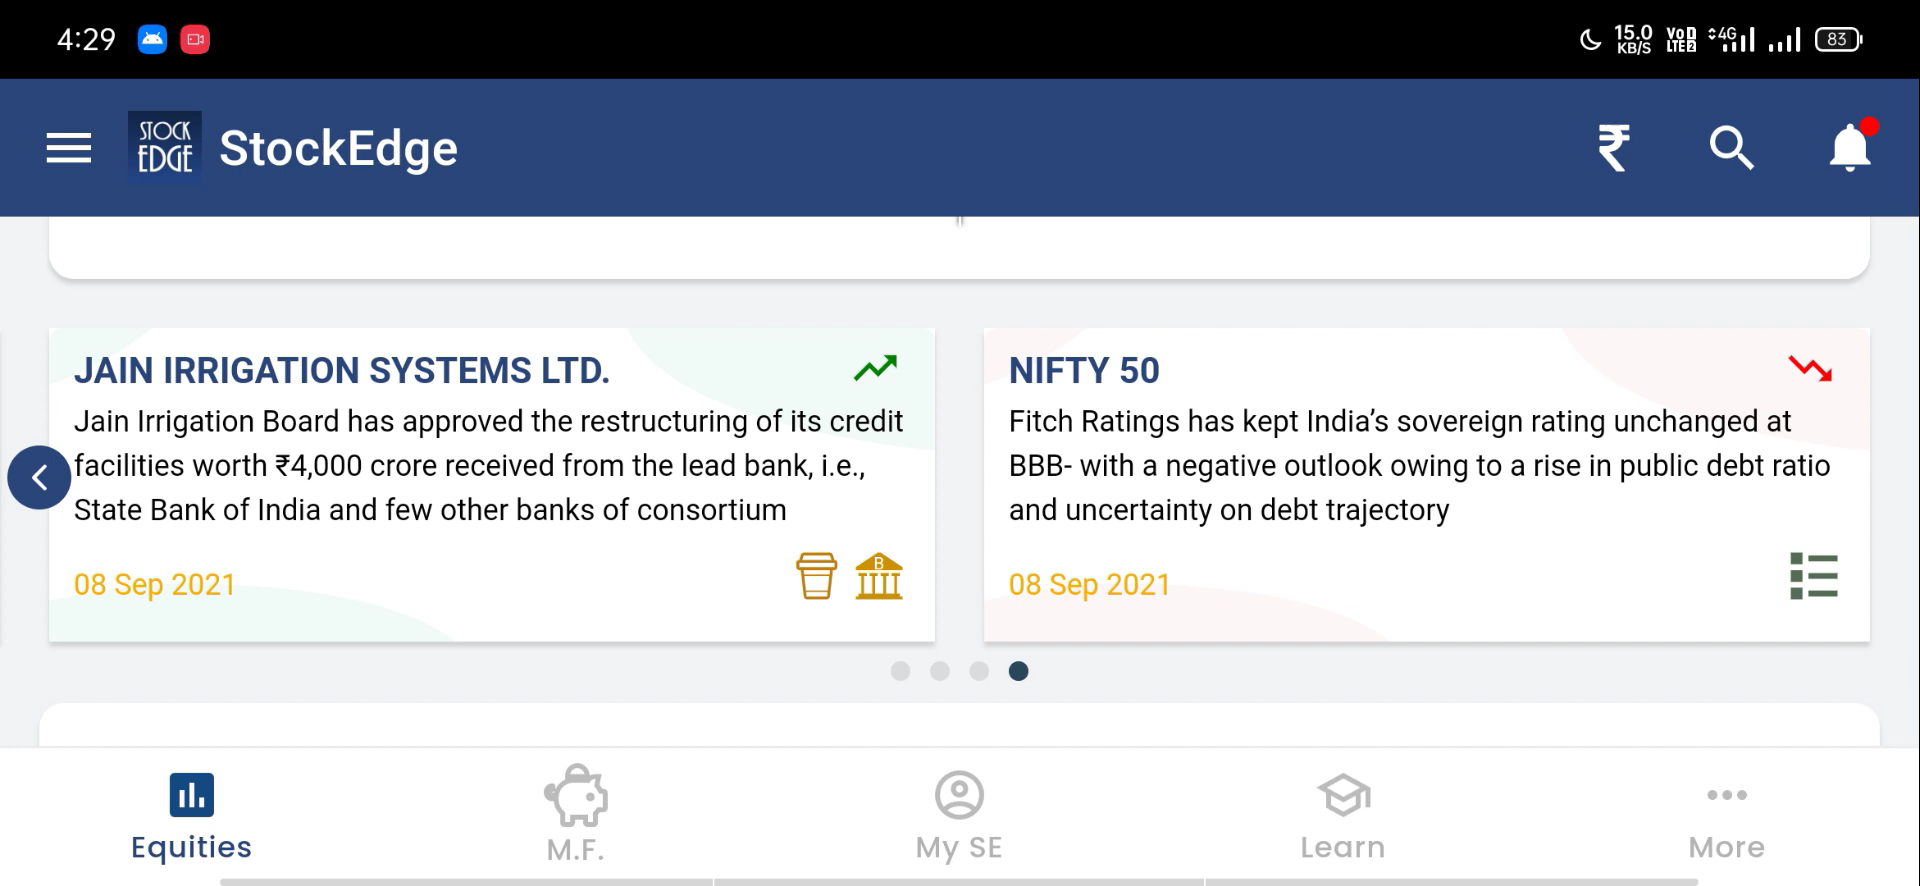 4:29
15.0
KB/S
VoD
LTE2
4G
83
STOCK
EDGE
StockEdge
₹
JAIN IRRIGATION SYSTEMS LTD.
Jain Irrigation Board has approved the restructuring of its credit
facilities worth ₹4,000 crore received from the lead bank, i.e.,
State Bank of India and few other banks of consortium
08 Sep 2021
B
NIFTY 50
Fitch Ratings has kept India’s sovereign rating unchanged at
BBB- with a negative outlook owing to a rise in public debt ratio
and uncertainty on debt trajectory
08 Sep 2021
Equities
M.F.
My SE
Learn
More